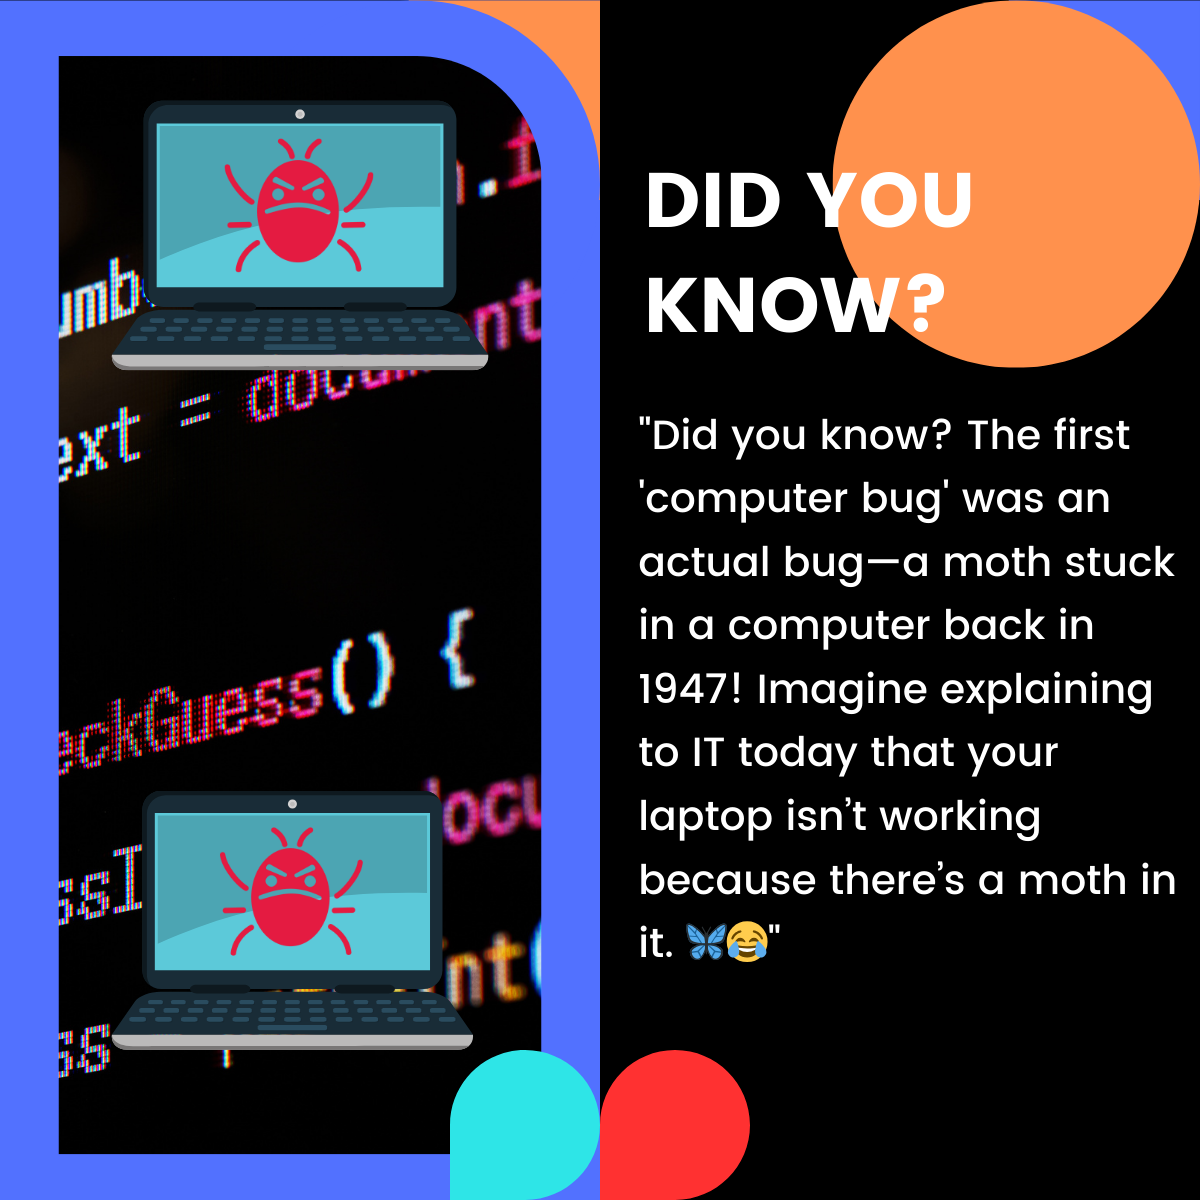 .f
umb
nt
ext = docum
eckGuess() {
docu
ssI
int(
ss
DID YOU
KNOW?
"Did you know? The first
'computer bug' was an
actual bug—a moth stuck
in a computer back in
1947! Imagine explaining
to IT today that your
laptop isn’t working
because there’s a moth in
it. 🦋😂"